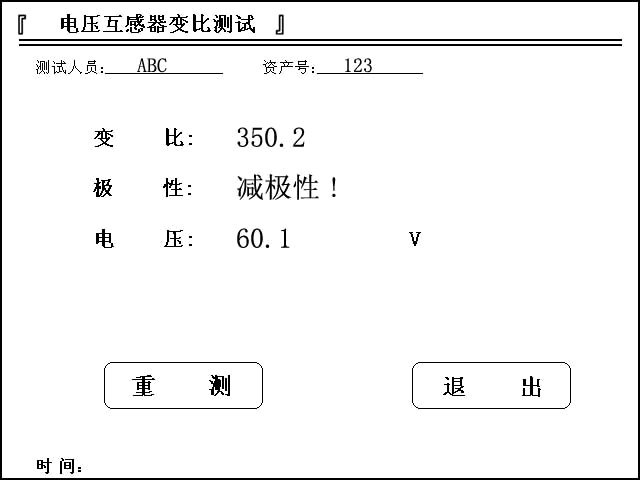 『 电压互感器变比测试 』
测试人员: ABC 资产号: 123
变 比: 350.2
极 性: 减极性！
电 压: 60.1 V
重 测 退 出
时 间: